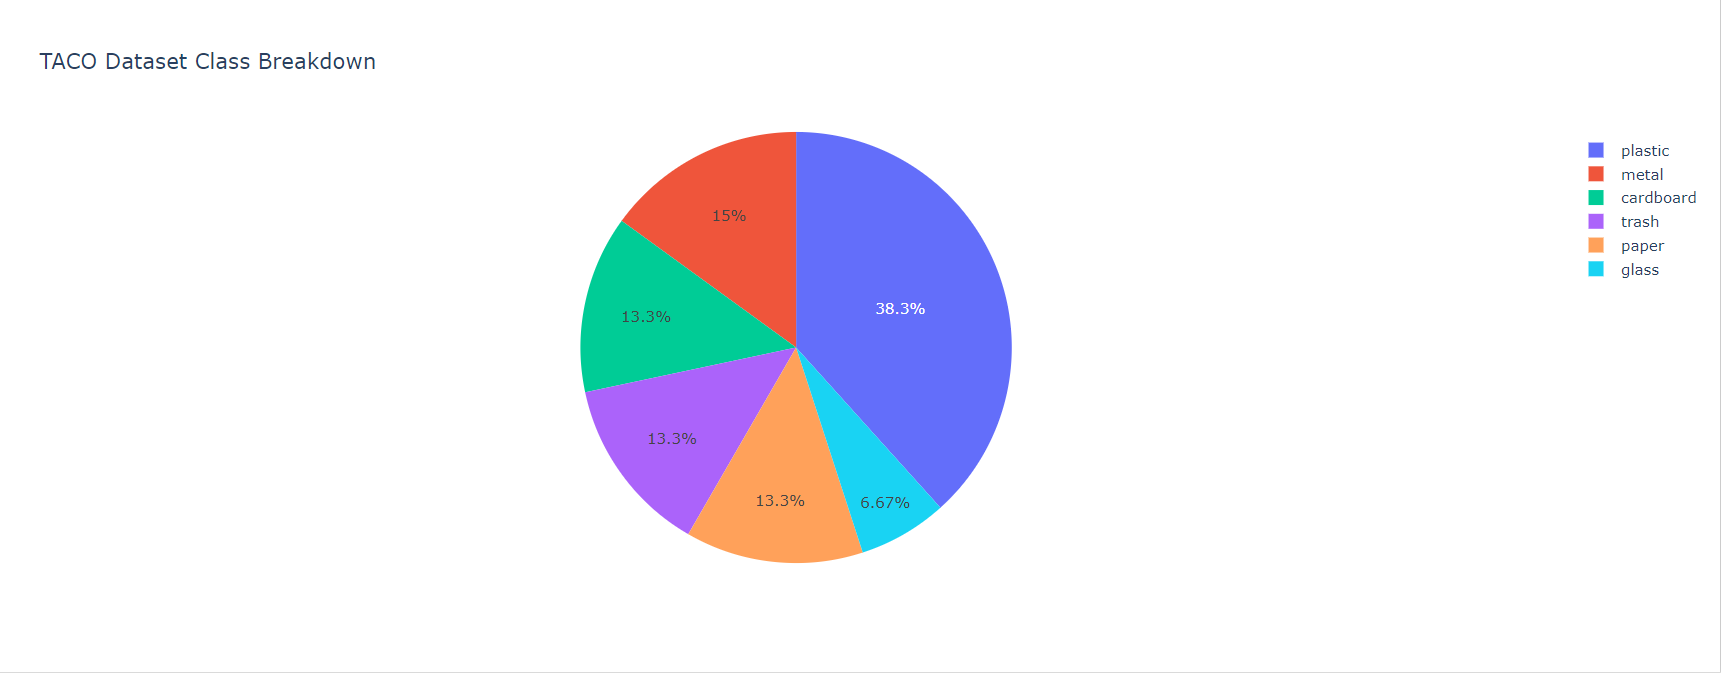 TACO Dataset Class Breakdown
plastic
metal
cardboard
trash
paper
glass
15%
38.3%
13.3%
13.3%
13.3%
6.67%